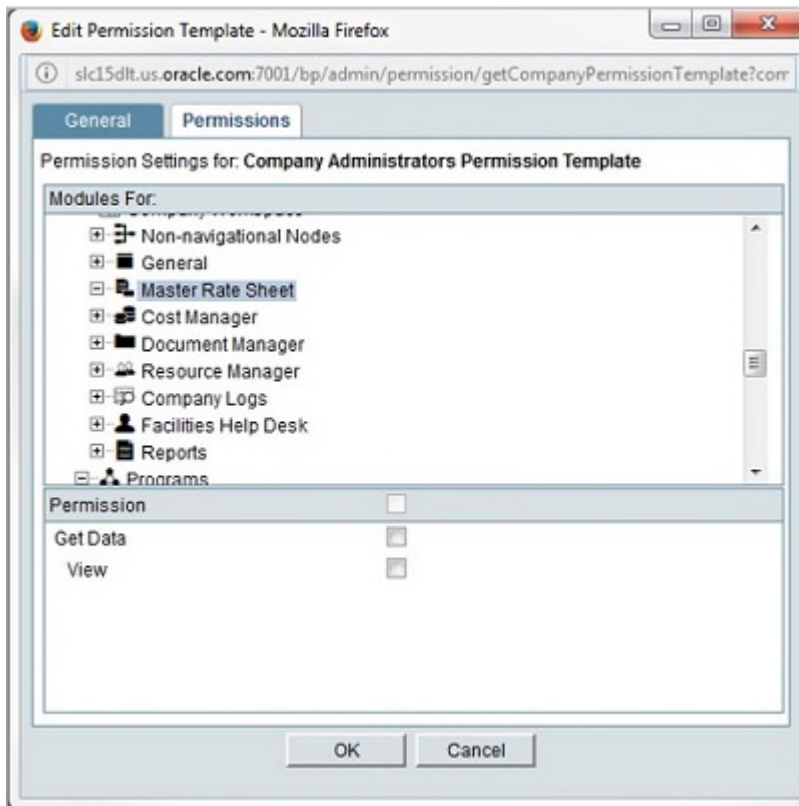 Edit Permission Template - Mozilla Firefox
slc15dlt.us.oracle.com:7001/bp/admin/permission/getCompanyPermissionTemplate?com
General Permissions
Permission Settings for: Company Administrators Permission Template
Modules For:
Non-navigational Nodes
General
Master Rate Sheet
Cost Manager
Document Manager
Resource Manager
Company Logs
Facilities Help Desk
Reports
Programs
Permission
Get Data
View
OK Cancel